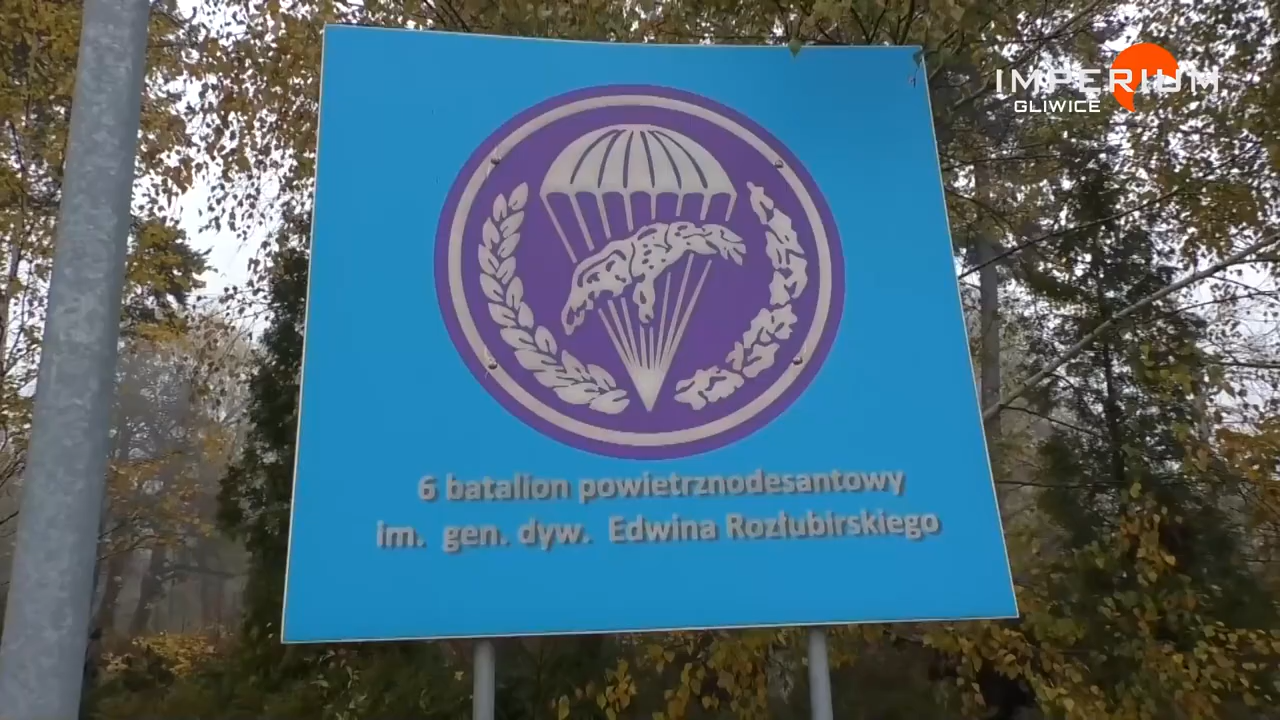 IMPERIUM
GLIWICE
6 batalion powietrznodesantowy
im. gen. dyw. Edwina Rozłubirskiego